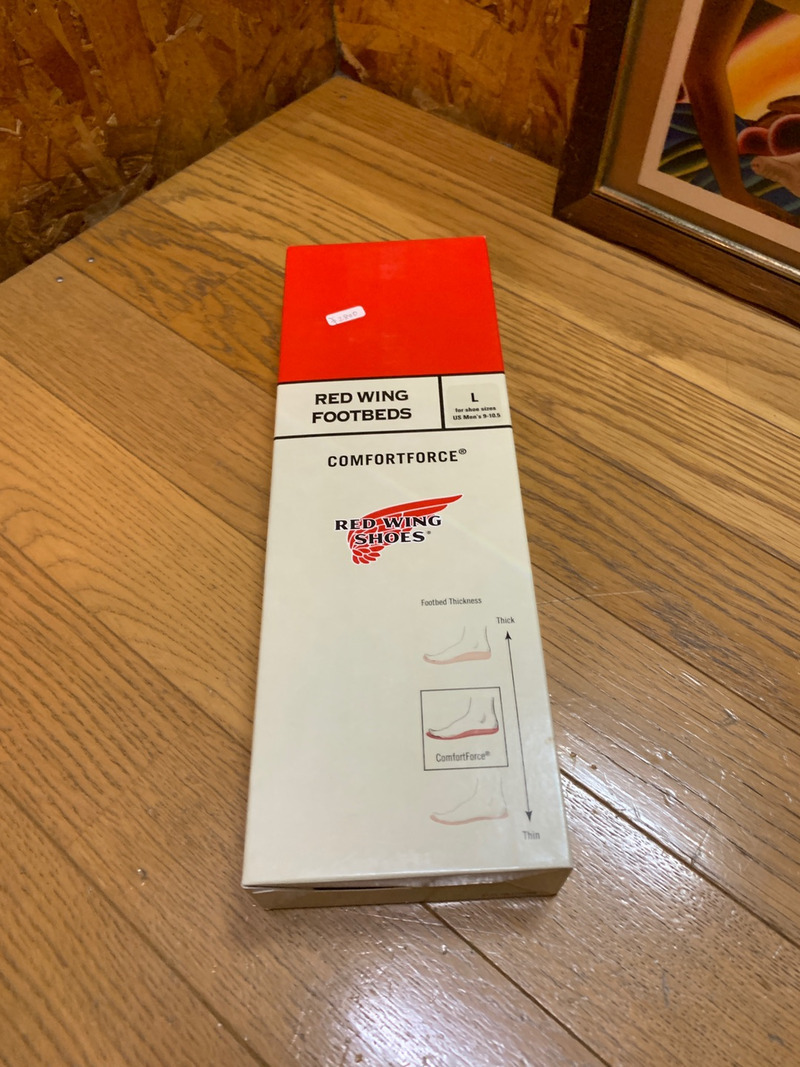 RED WING
FOOTBEDS
L
for shoe sizes
US Men's 9-10.5
COMFORTFORCE®
RED WING
SHOES®
Footbed Thickness
Thick
ComfortForce®
Thin